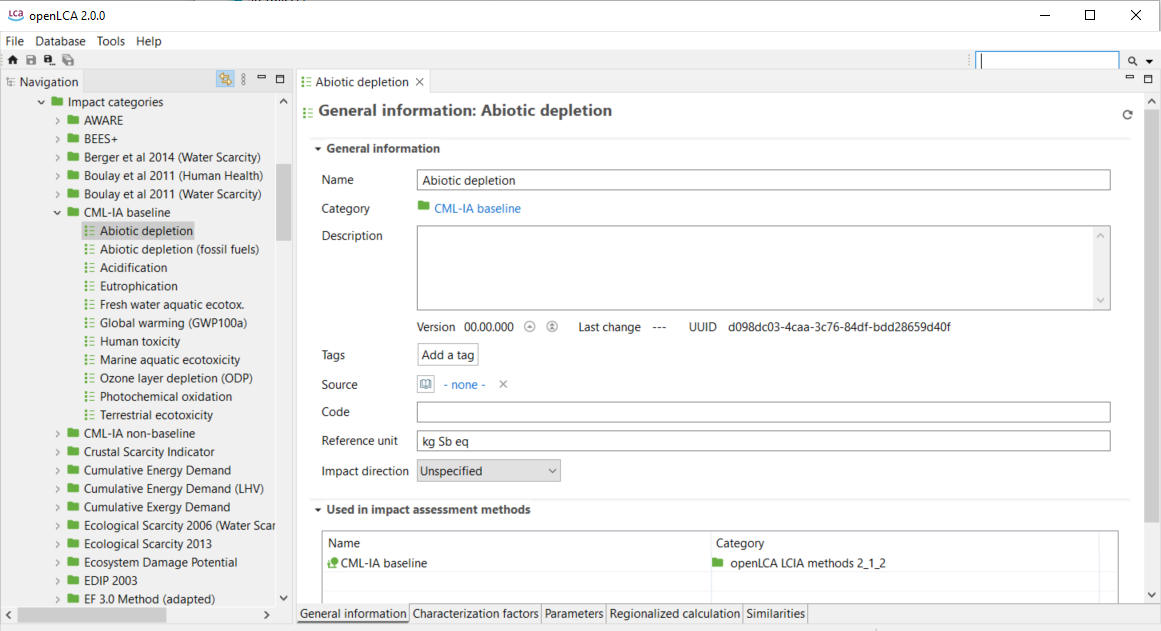 LCA openLCA 2.0.0
File Database Tools Help
Navigation
Impact categories
AWARE
BEES+
Berger et al 2014 (Water Scarcity)
Boulay et al 2011 (Human Health)
Boulay et al 2011 (Water Scarcity)
CML-IA baseline
Abiotic depletion
Abiotic depletion (fossil fuels)
Acidification
Eutrophication
Fresh water aquatic ecotox.
Global warming (GWP100a)
Human toxicity
Marine aquatic ecotoxicity
Ozone layer depletion (ODP)
Photochemical oxidation
Terrestrial ecotoxicity
CML-IA non-baseline
Crustal Scarcity Indicator
Cumulative Energy Demand
Cumulative Energy Demand (LHV)
Cumulative Exergy Demand
Ecological Scarcity 2006 (Water Scar
Ecological Scarcity 2013
Ecosystem Damage Potential
EDIP 2003
EF 3.0 Method (adapted)
Abiotic depletion
General information: Abiotic depletion
General information
Name Abiotic depletion
Category CML-IA baseline
Description
Version 00.00.000 Last change --- UUID d098dc03-4caa-3c76-84df-bdd28659d40f
Tags Add a tag
Source - none -
Code
Reference unit kg Sb eq
Impact direction Unspecified
Used in impact assessment methods
Name Category
CML-IA baseline openLCA LCIA methods 2_1_2
General information Characterization factors Parameters Regionalized calculation Similarities